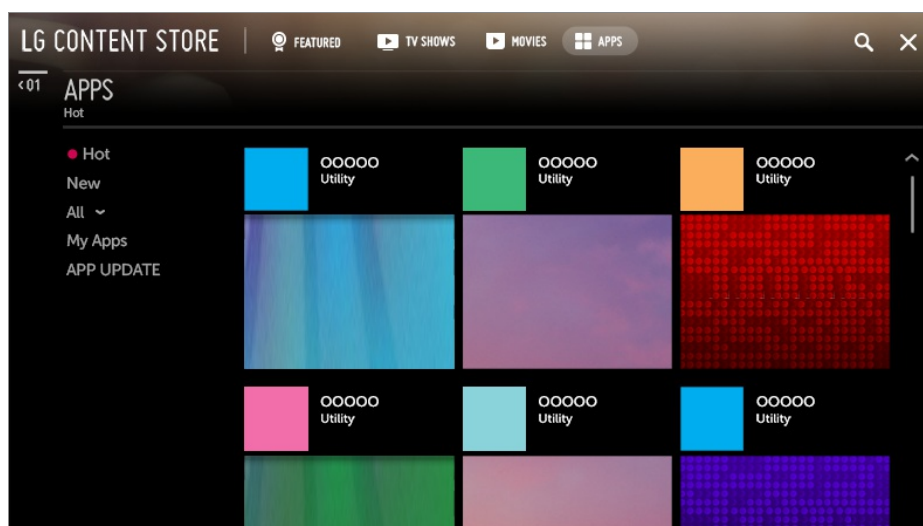 LG CONTENT STORE
FEATURED
TV SHOWS
MOVIES
APPS
<01
APPS
Hot
Hot
New
All
My Apps
APP UPDATE
OOOOO
Utility
OOOOO
Utility
OOOOO
Utility
OOOOO
Utility
OOOOO
Utility
OOOOO
Utility